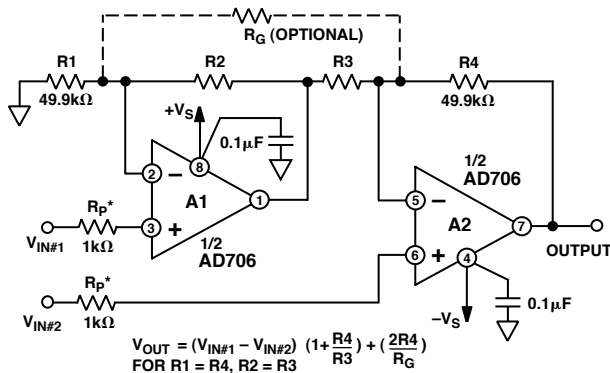 R_G (OPTIONAL)
R1
49.9kΩ
R2
R3
R4
49.9kΩ
+V_S
0.1μF
1/2
AD706
2
−
8
A1
1
3
+
R_P*
1kΩ
V_IN#1
1/2
AD706
5
−
A2
7
6
+
4
OUTPUT
R_P*
1kΩ
V_IN#2
−V_S
0.1μF
V_OUT = (V_IN#1 − V_IN#2) (1+ R4/R3) + (2R4/R_G)
FOR R1 = R4, R2 = R3